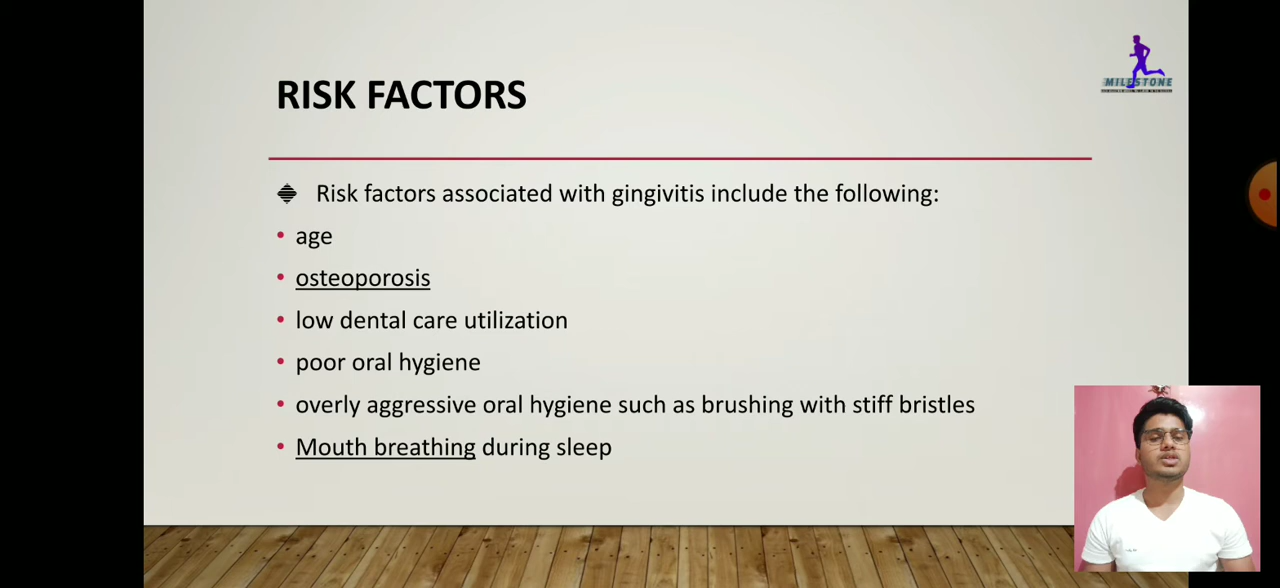 MILESTONE
RISK FACTORS
Risk factors associated with gingivitis include the following:
• age
• osteoporosis
• low dental care utilization
• poor oral hygiene
• overly aggressive oral hygiene such as brushing with stiff bristles
• Mouth breathing during sleep